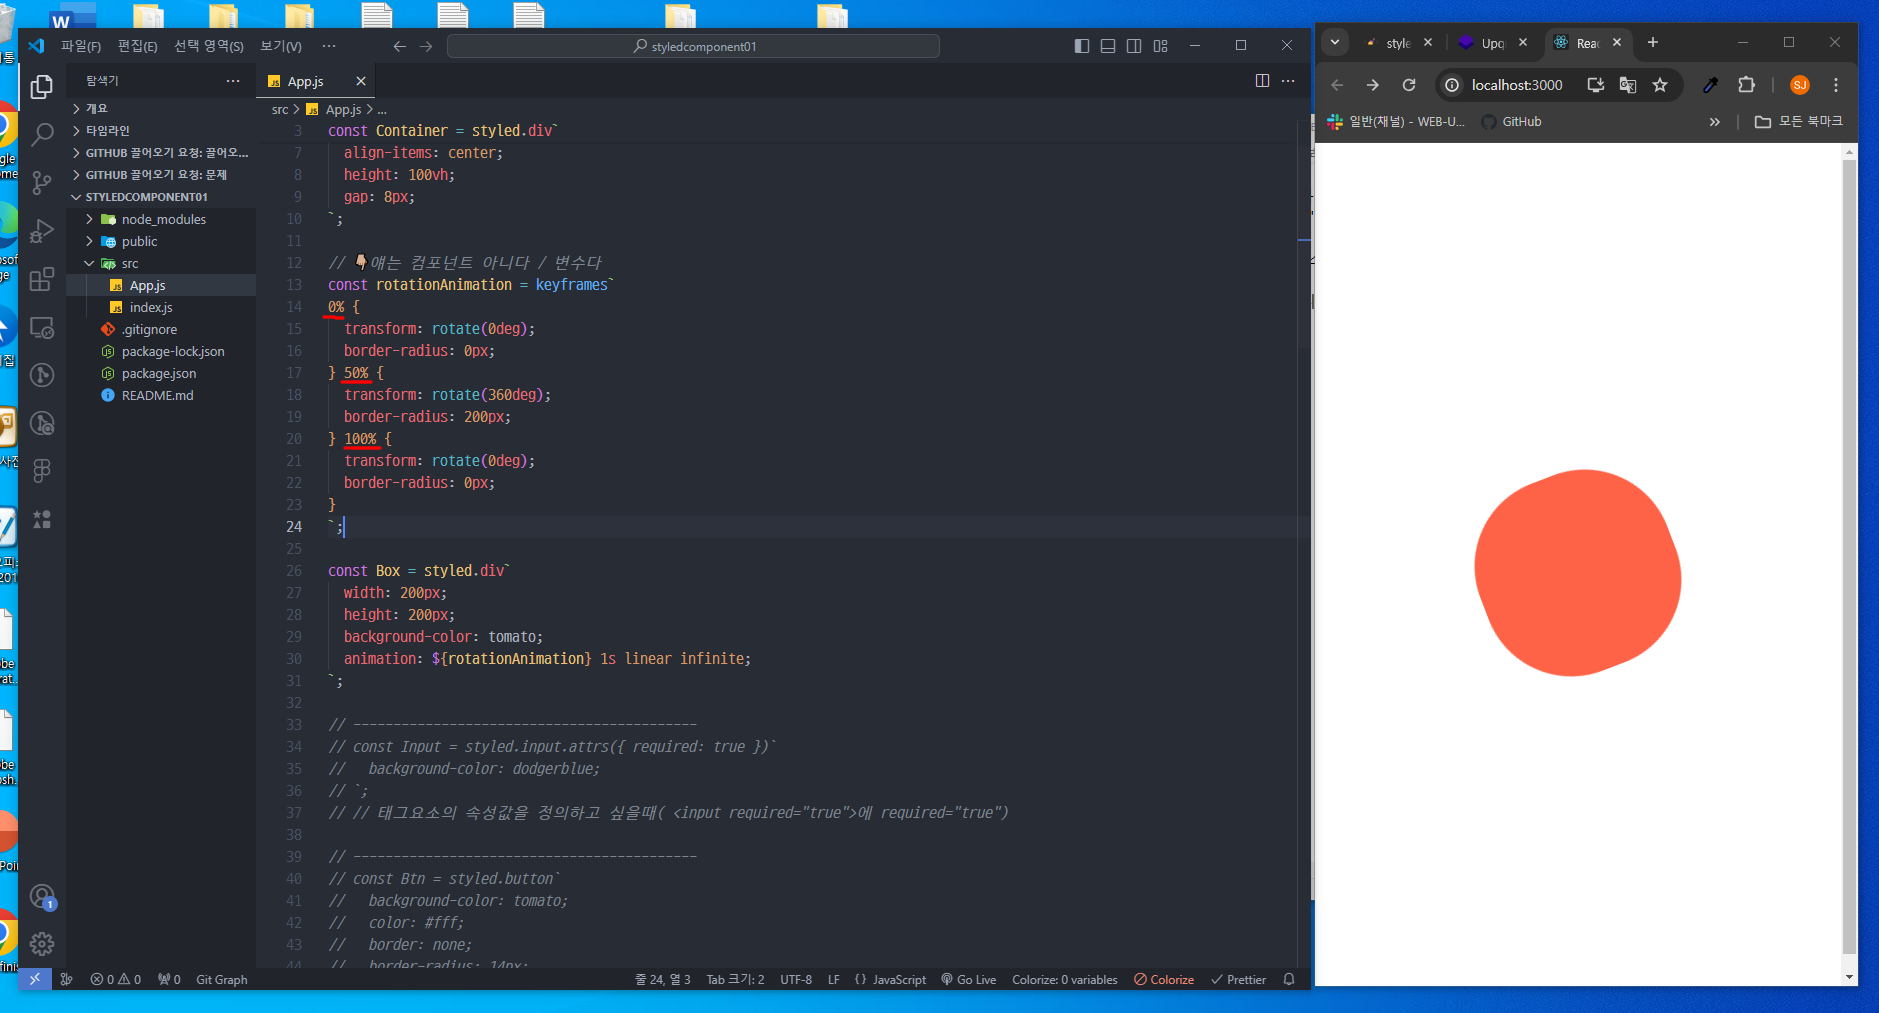 파일(F) 편집(E) 선택 영역(S) 보기(V) ··· styledcomponent01
탐색기 ···
개요
타임라인
GITHUB 끌어오기 요청: 끌어오...
GITHUB 끌어오기 요청: 문제
STYLEDCOMPONENT01
node_modules
public
src
App.js
index.js
.gitignore
package-lock.json
package.json
README.md
1
App.js
src > App.js > ...
3 const Container = styled.div`
7 align-items: center;
8 height: 100vh;
9 gap: 8px;
10 `;
11
12 // 👇🏼얘는 컴포넌트 아니다 / 변수다
13 const rotationAnimation = keyframes`
14 0% {
15 transform: rotate(0deg);
16 border-radius: 0px;
17 } 50% {
18 transform: rotate(360deg);
19 border-radius: 200px;
20 } 100% {
21 transform: rotate(0deg);
22 border-radius: 0px;
23 }
24 `;
25
26 const Box = styled.div`
27 width: 200px;
28 height: 200px;
29 background-color: tomato;
30 animation: ${rotationAnimation} 1s linear infinite;
31 `;
32
33 // -------------------------------------------
34 // const Input = styled.input.attrs({ required: true })`
35 //   background-color: dodgerblue;
36 // `;
37 // // 태그요소의 속성값을 정의하고 싶을때( <input required="true">에 required="true")
38
39 // -------------------------------------------
40 // const Btn = styled.button`
41 //   background-color: tomato;
42 //   color: #fff;
43 //   border: none;
44 //   border-radius: 14px;
0 0 0 Git Graph 줄 24, 열 3 Tab 크기: 2 UTF-8 LF {} JavaScript Go Live Colorize: 0 variables Colorize Prettier
style Upq Reac
localhost:3000 SJ
일반(채널) - WEB-U... GitHub » 모든 북마크